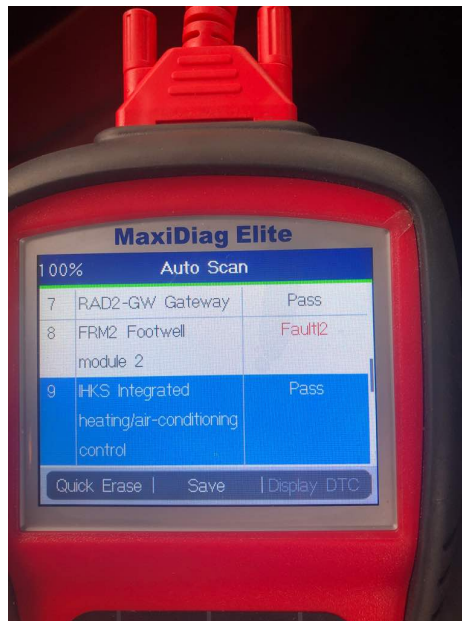 MaxiDiag Elite
100% Auto Scan
7 RAD2-GW Gateway Pass
8 FRM2 Footwell Fault|2
module 2
9 IHKS Integrated Pass
heating/air-conditioning
control
Quick Erase | Save | Display DTC